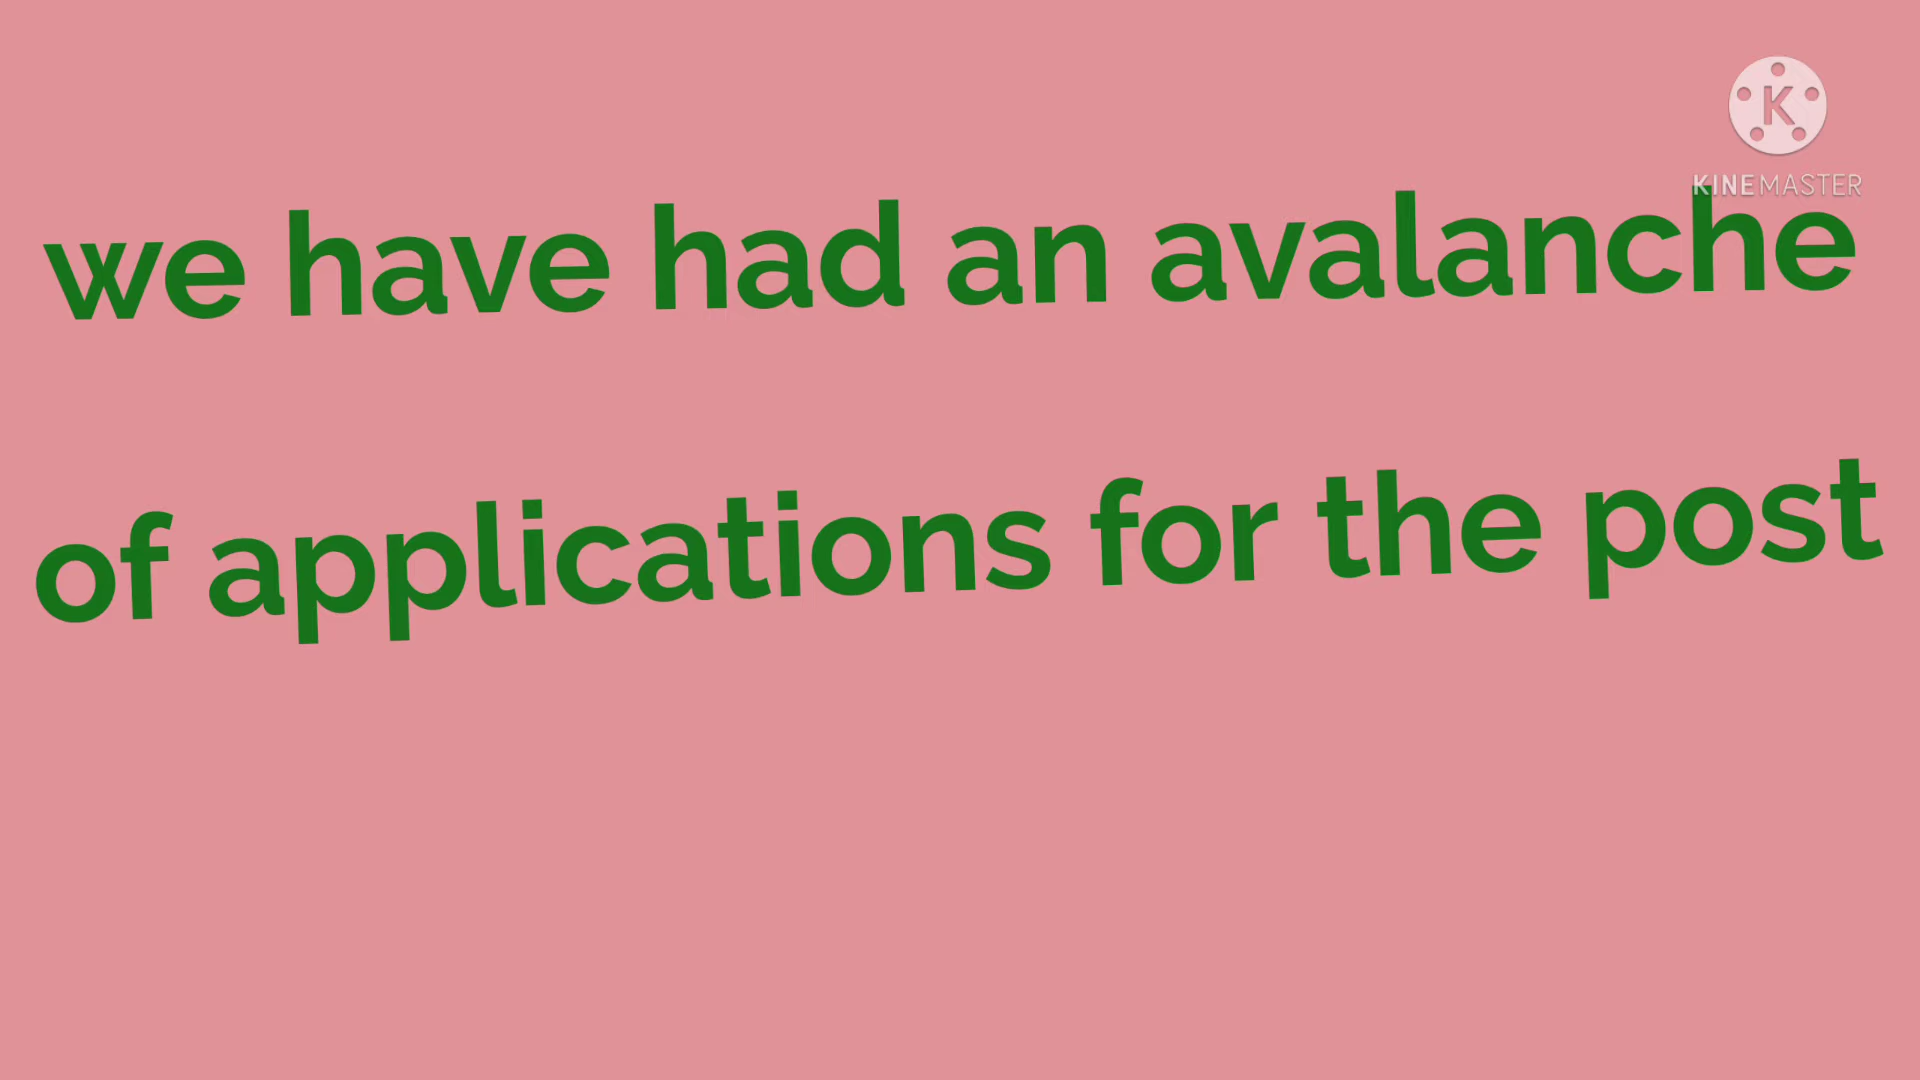 K
KINEMASTER
we have had an avalanche
of applications for the post